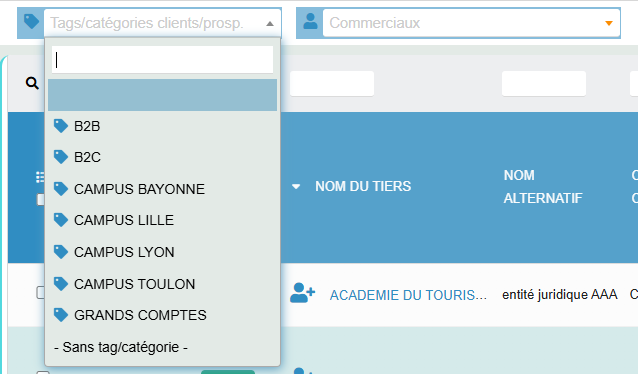 Tags/catégories clients/prosp.
Commerciaux
B2B
B2C
CAMPUS BAYONNE
CAMPUS LILLE
CAMPUS LYON
CAMPUS TOULON
GRANDS COMPTES
- Sans tag/catégorie -
NOM DU TIERS
NOM
ALTERNATIF
ACADEMIE DU TOURIS...
entité juridique AAA